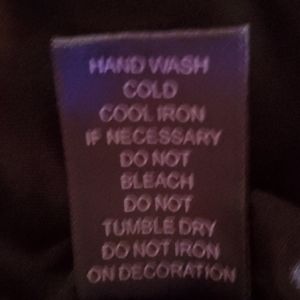 HAND WASH
COLD
COOL IRON
IF NECESSARY
DO NOT
BLEACH
DO NOT
TUMBLE DRY
DO NOT IRON
ON DECORATION